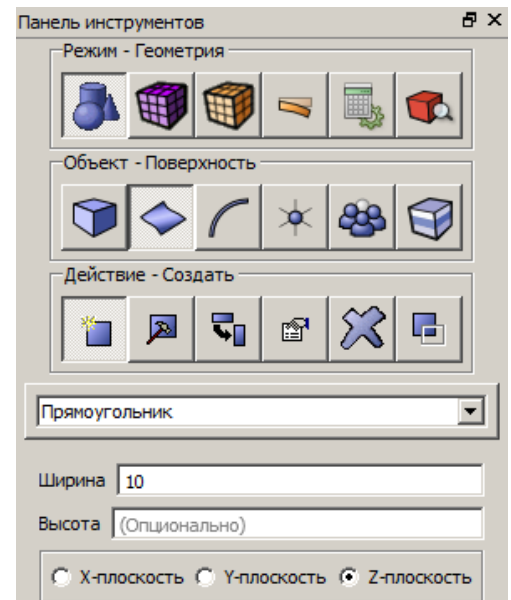 Панель инструментов
Режим - Геометрия
Объект - Поверхность
Действие - Создать
Прямоугольник
Ширина 10
Высота (Опционально)
X-плоскость Y-плоскость Z-плоскость